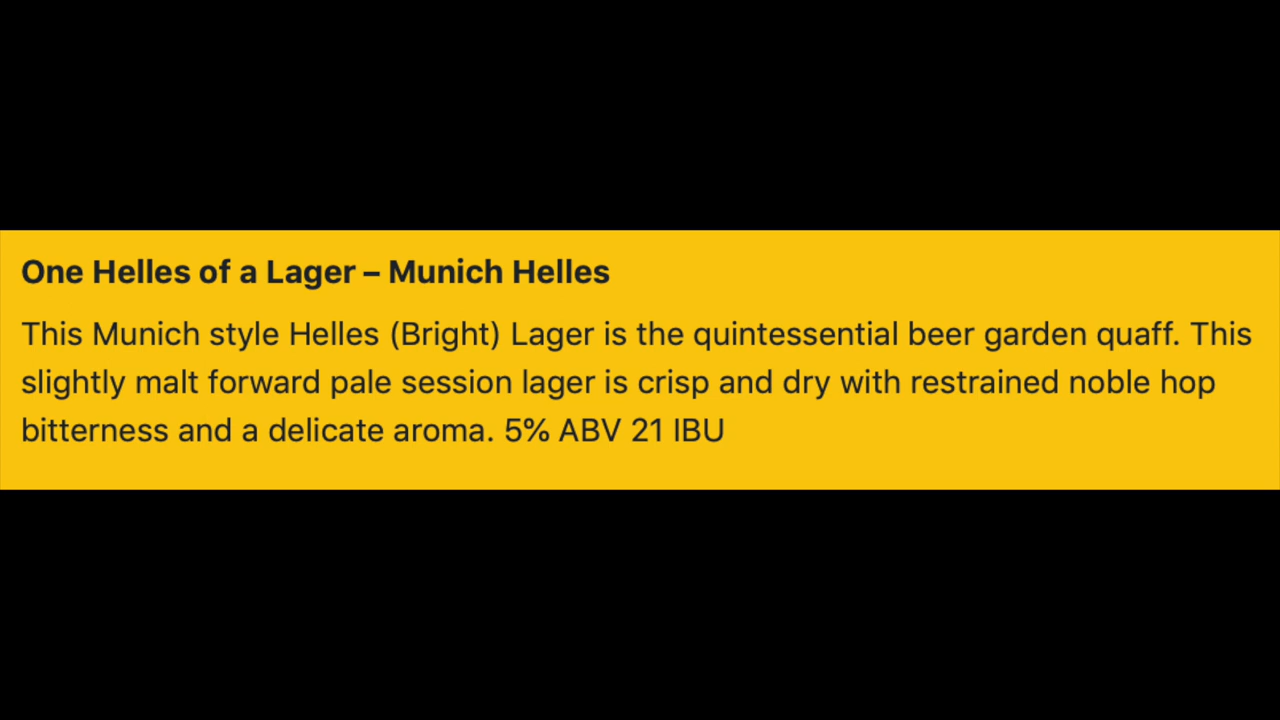 One Helles of a Lager – Munich Helles
This Munich style Helles (Bright) Lager is the quintessential beer garden quaff. This
slightly malt forward pale session lager is crisp and dry with restrained noble hop
bitterness and a delicate aroma. 5% ABV 21 IBU